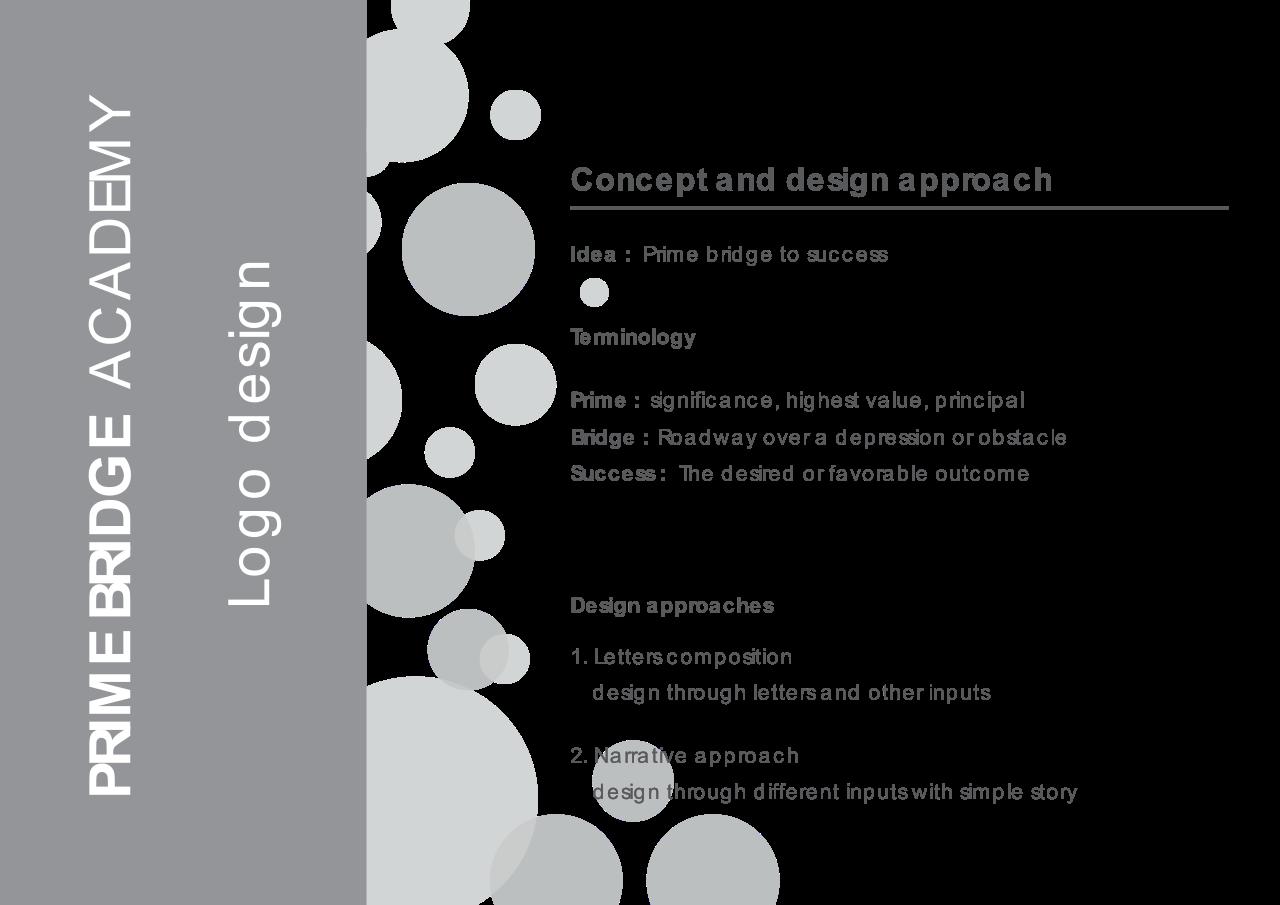 PRIME BRIDGE ACADEMY
Logo design
Concept and design approach
Idea : Prime bridge to success
Terminology
Prime : significance, highest value, principal
Bridge : Roadway over a depression or obstacle
Success : The desired or favorable outcome
Design approaches
1. Letters composition
design through letters and other inputs
2. Narrative approach
design through different inputs with simple story